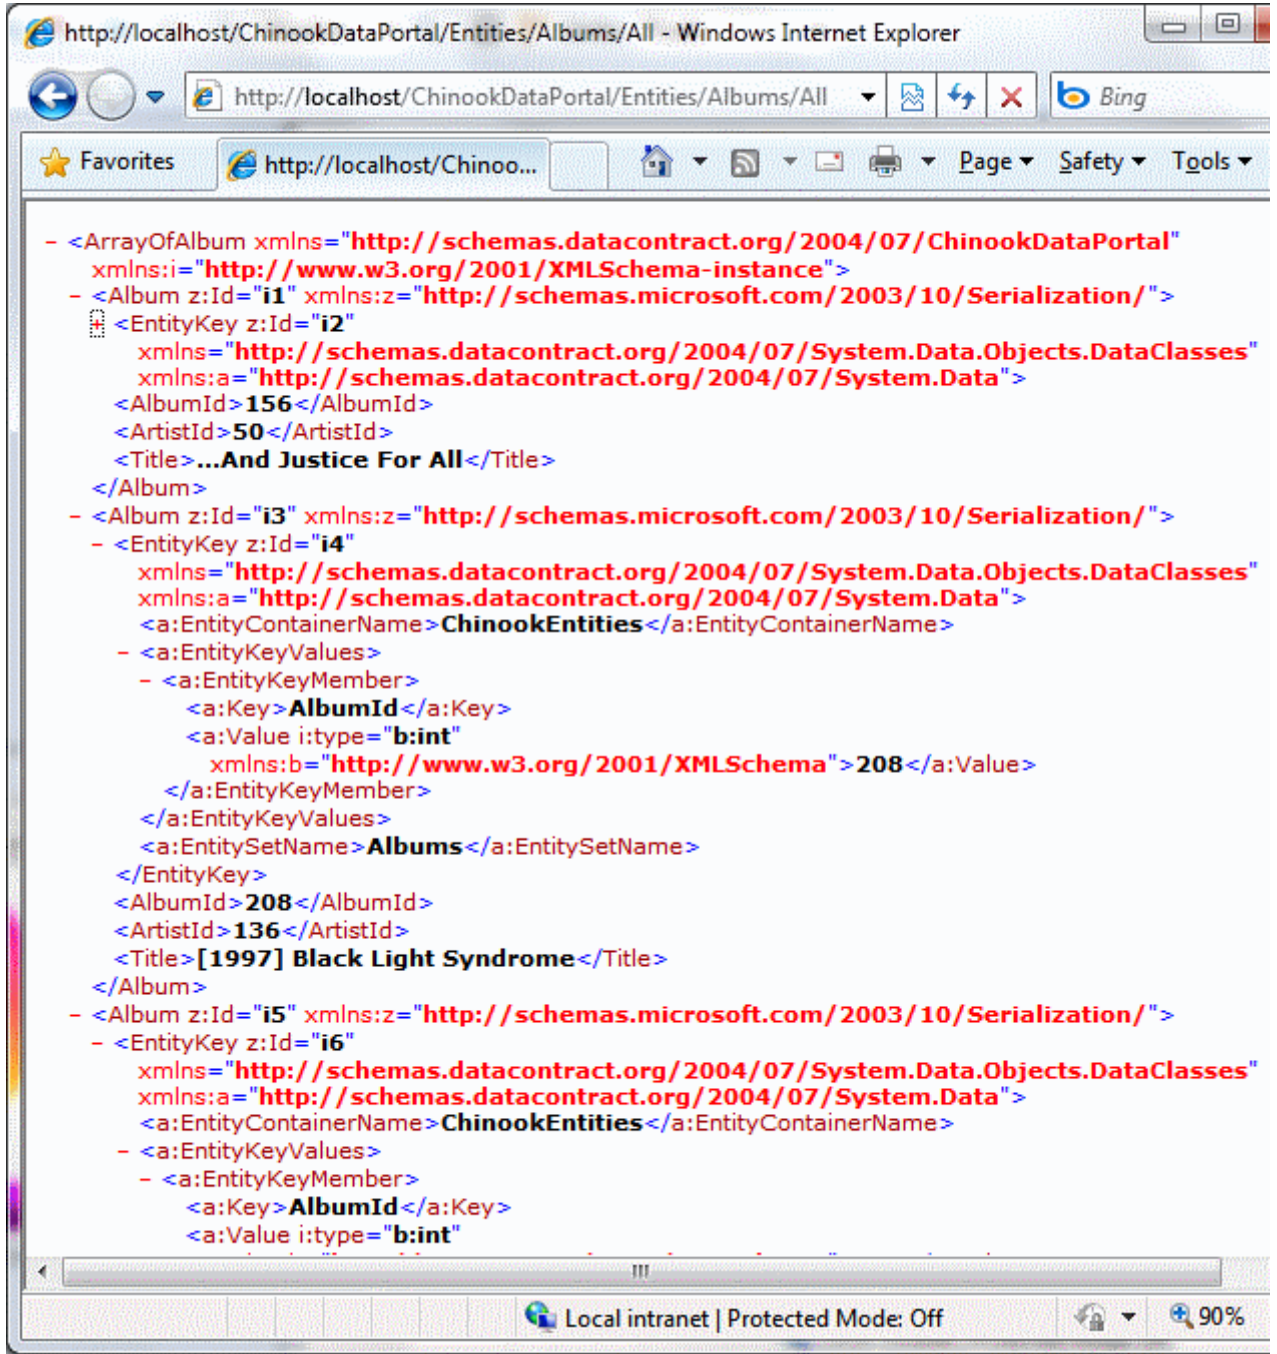 http://localhost/ChinookDataPortal/Entities/Albums/All - Windows Internet Explorer
http://localhost/ChinookDataPortal/Entities/Albums/All
Bing
Favorites
http://localhost/Chinoo...
Page
Safety
Tools
- <ArrayOfAlbum xmlns="http://schemas.datacontract.org/2004/07/ChinookDataPortal"
xmlns:i="http://www.w3.org/2001/XMLSchema-instance">
- <Album z:Id="i1" xmlns:z="http://schemas.microsoft.com/2003/10/Serialization/">
+ <EntityKey z:Id="i2"
xmlns="http://schemas.datacontract.org/2004/07/System.Data.Objects.DataClasses"
xmlns:a="http://schemas.datacontract.org/2004/07/System.Data">
<AlbumId>156</AlbumId>
<ArtistId>50</ArtistId>
<Title>...And Justice For All</Title>
</Album>
- <Album z:Id="i3" xmlns:z="http://schemas.microsoft.com/2003/10/Serialization/">
- <EntityKey z:Id="i4"
xmlns="http://schemas.datacontract.org/2004/07/System.Data.Objects.DataClasses"
xmlns:a="http://schemas.datacontract.org/2004/07/System.Data">
<a:EntityContainerName>ChinookEntities</a:EntityContainerName>
- <a:EntityKeyValues>
- <a:EntityKeyMember>
<a:Key>AlbumId</a:Key>
<a:Value i:type="b:int"
xmlns:b="http://www.w3.org/2001/XMLSchema">208</a:Value>
</a:EntityKeyMember>
</a:EntityKeyValues>
<a:EntitySetName>Albums</a:EntitySetName>
</EntityKey>
<AlbumId>208</AlbumId>
<ArtistId>136</ArtistId>
<Title>[1997] Black Light Syndrome</Title>
</Album>
- <Album z:Id="i5" xmlns:z="http://schemas.microsoft.com/2003/10/Serialization/">
- <EntityKey z:Id="i6"
xmlns="http://schemas.datacontract.org/2004/07/System.Data.Objects.DataClasses"
xmlns:a="http://schemas.datacontract.org/2004/07/System.Data">
<a:EntityContainerName>ChinookEntities</a:EntityContainerName>
- <a:EntityKeyValues>
- <a:EntityKeyMember>
<a:Key>AlbumId</a:Key>
<a:Value i:type="b:int"
Local intranet | Protected Mode: Off
90%